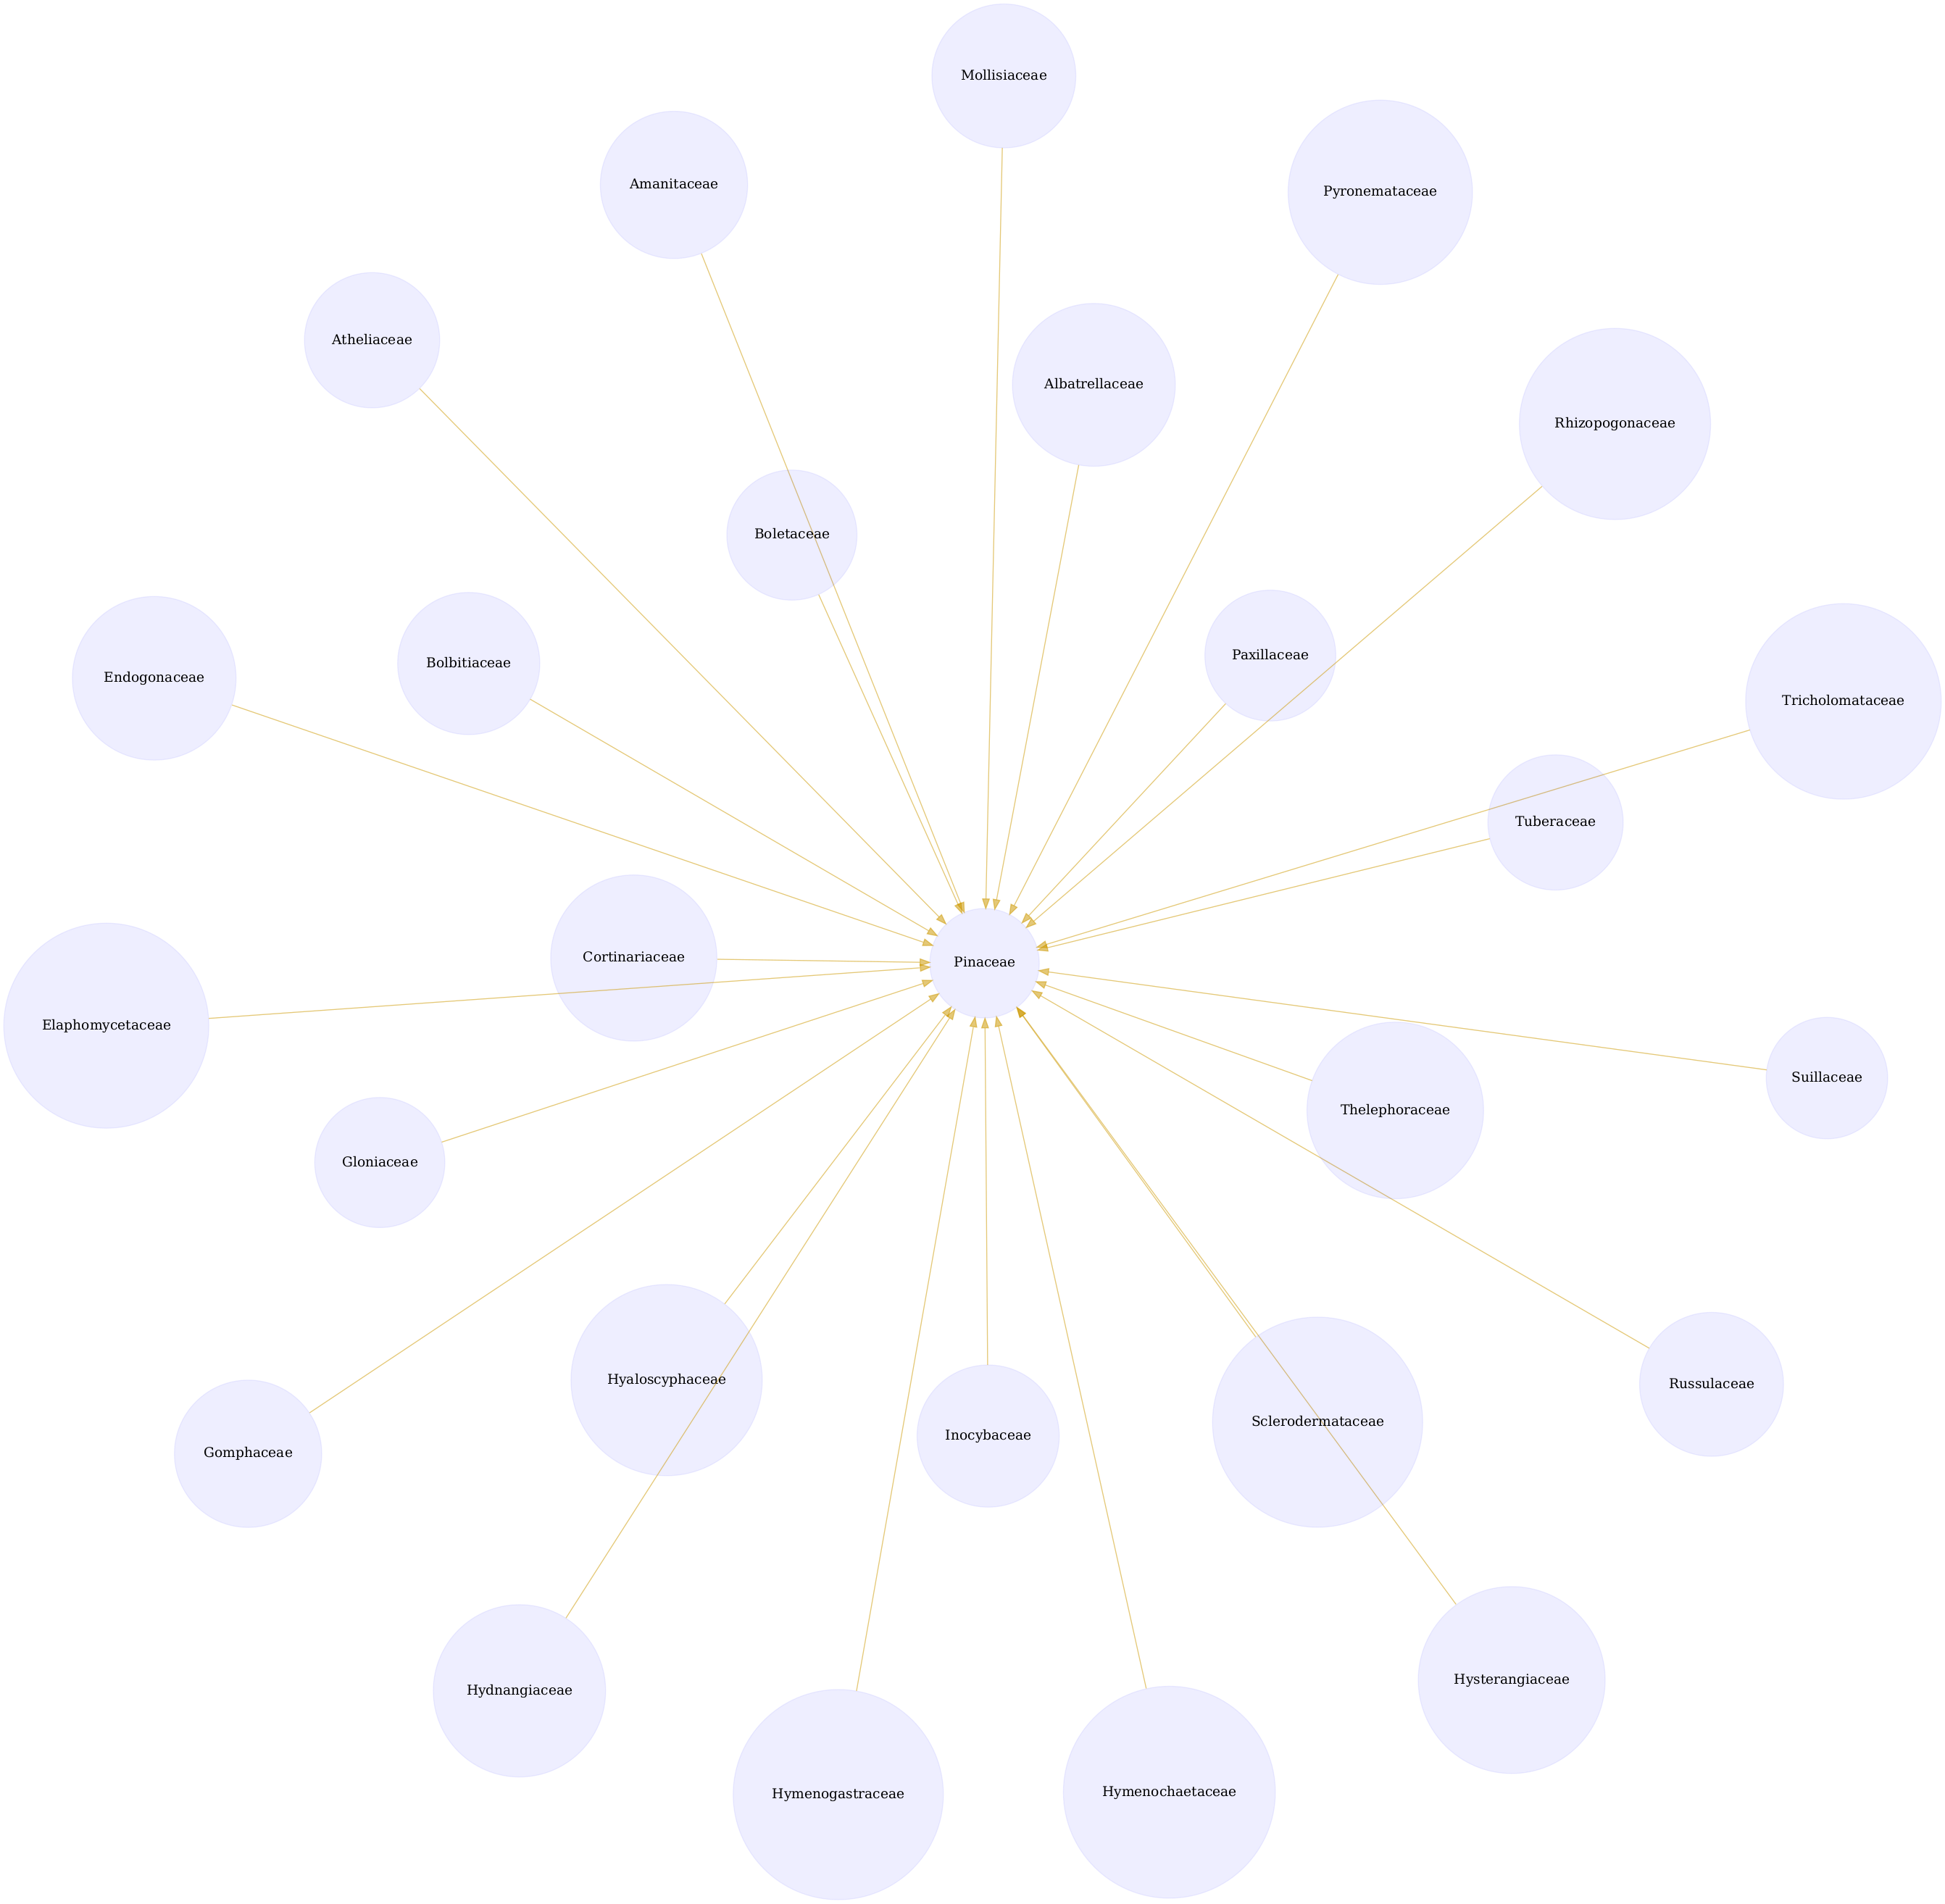 Mollisiaceae
Amanitaceae
Pyronemataceae
Atheliaceae
Albatrellaceae
Rhizopogonaceae
Boletaceae
Paxillaceae
Bolbitiaceae
Endogonaceae
Tricholomataceae
Tuberaceae
Cortinariaceae
Pinaceae
Elaphomycetaceae
Suillaceae
Thelephoraceae
Gloniaceae
Hyaloscyphaceae
Russulaceae
Sclerodermataceae
Inocybaceae
Gomphaceae
Hysterangiaceae
Hydnangiaceae
Hymenochaetaceae
Hymenogastraceae